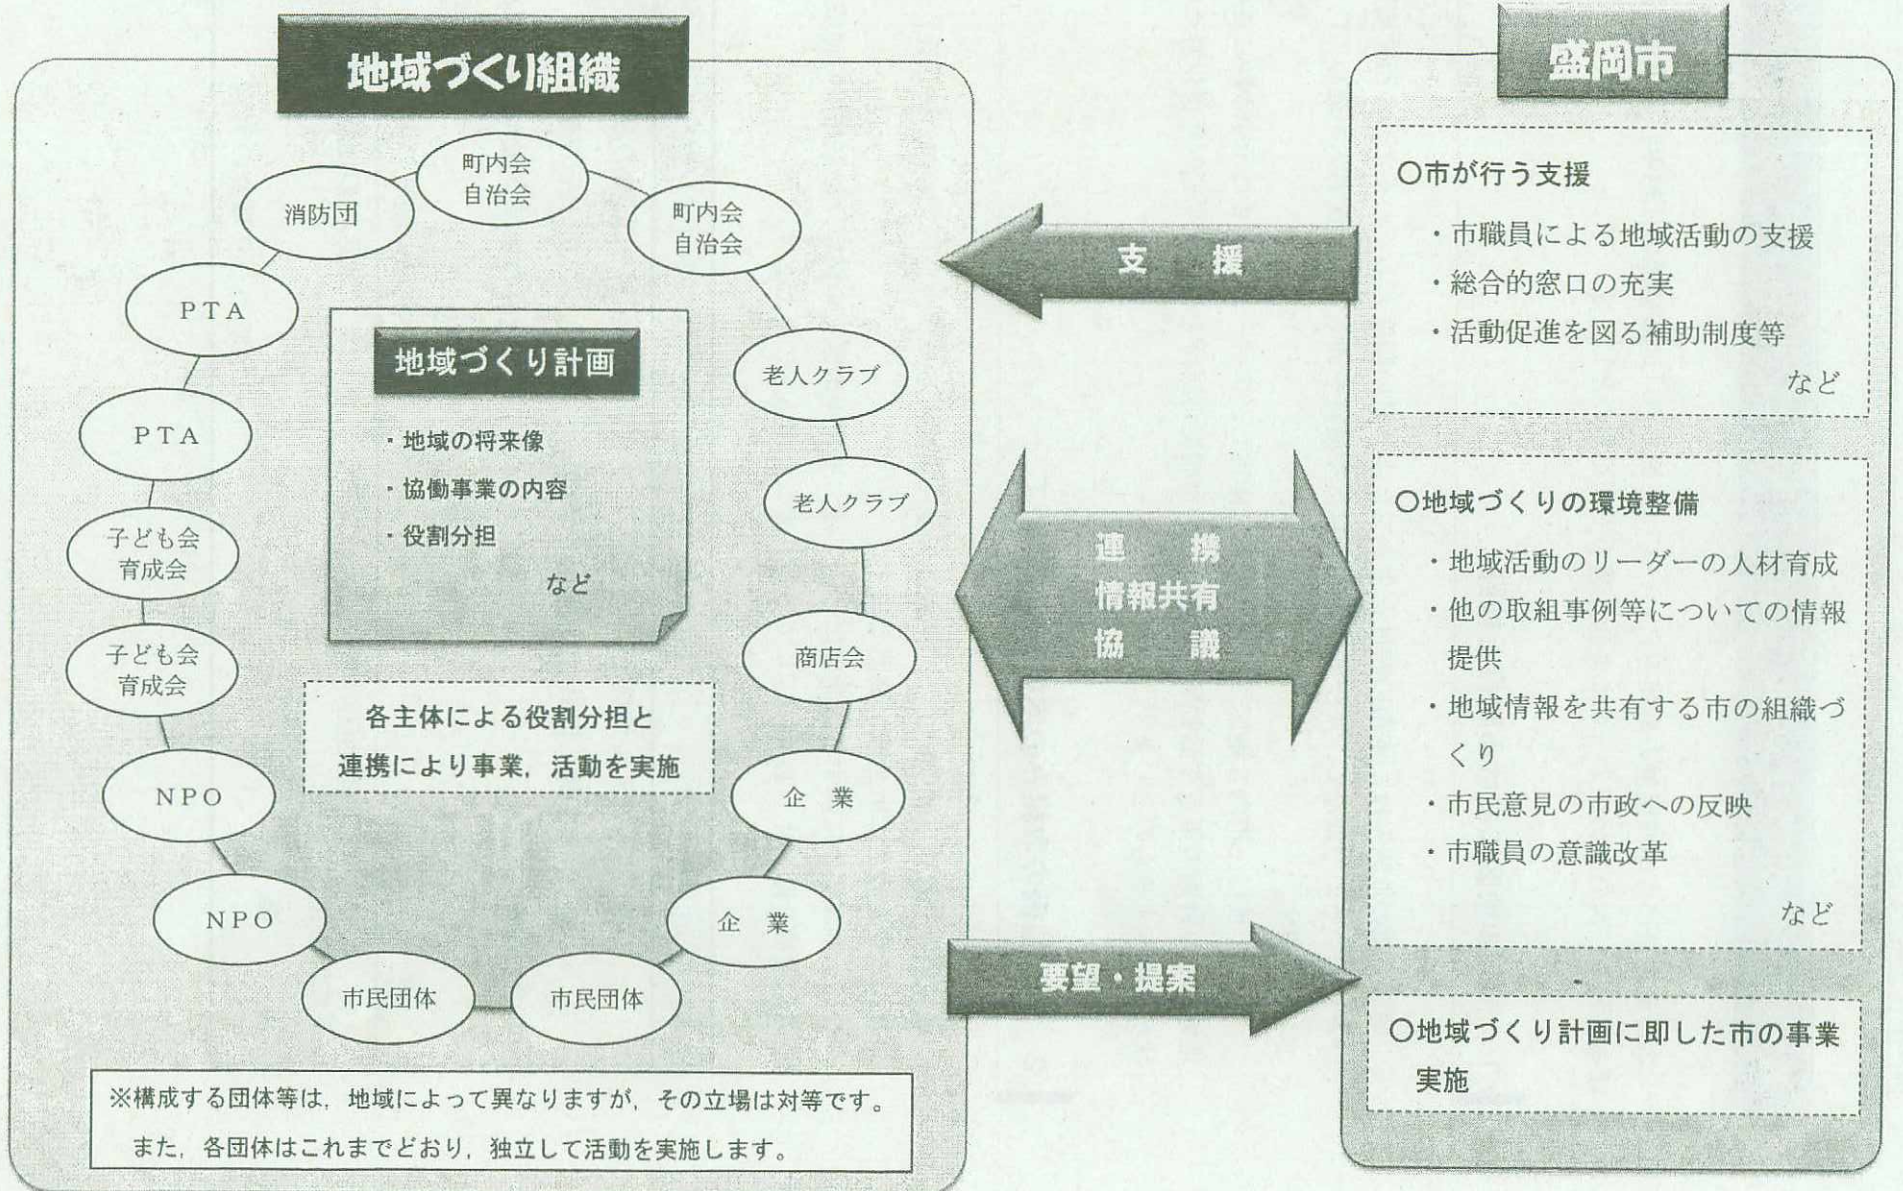 地域づくり組織
町内会
自治会
町内会
自治会
消防団
PTA
PTA
子ども会
育成会
子ども会
育成会
NPO
NPO
市民団体
市民団体
企　業
企　業
商店会
老人クラブ
老人クラブ
地域づくり計画
・地域の将来像
・協働事業の内容
・役割分担
など
各主体による役割分担と
連携により事業，活動を実施
※構成する団体等は，地域によって異なりますが，その立場は対等です。
また，各団体はこれまでどおり，独立して活動を実施します。
支　援
連　携
情報共有
協　議
要望・提案
盛岡市
○市が行う支援
・市職員による地域活動の支援
・総合的窓口の充実
・活動促進を図る補助制度等
など
○地域づくりの環境整備
・地域活動のリーダーの人材育成
・他の取組事例等についての情報
提供
・地域情報を共有する市の組織づ
くり
・市民意見の市政への反映
・市職員の意識改革
など
○地域づくり計画に即した市の事業
実施